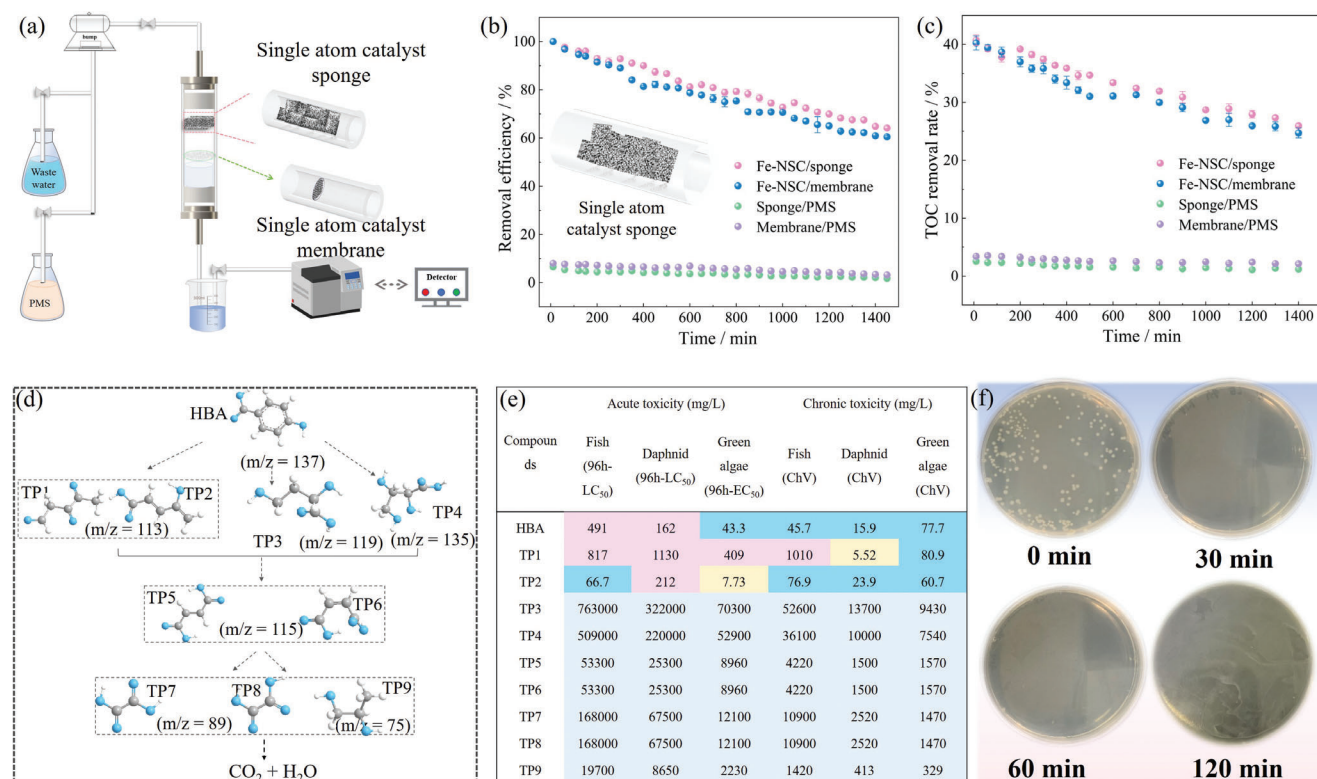 (a)
bump
Waste
water
PMS
Single atom catalyst
sponge
Single atom catalyst
membrane
Detector
(b)
Removal efficiency / %
100
80
60
40
20
0
Fe-NSC/sponge
Fe-NSC/membrane
Sponge/PMS
Membrane/PMS
Single atom
catalyst sponge
0 200 400 600 800 1000 1200 1400
Time / min
(c)
TOC removal rate / %
40
30
20
10
0
Fe-NSC/sponge
Fe-NSC/membrane
Sponge/PMS
Membrane/PMS
0 200 400 600 800 1000 1200 1400
Time / min
(d)
HBA
(m/z = 137)
TP1
TP2
(m/z = 113)
TP3
(m/z = 119)
TP4
(m/z = 135)
TP5
TP6
(m/z = 115)
TP7
TP8
TP9
(m/z = 89)
(m/z = 75)
CO2 + H2O
(e)
Acute toxicity (mg/L) Chronic toxicity (mg/L)
Compoun
ds
Fish
(96h-
LC50)
Daphnid
(96h-LC50)
Green
algae
(96h-EC50)
Fish
(ChV)
Daphnid
(ChV)
Green
algae
(ChV)
HBA 491 162 43.3 45.7 15.9 77.7
TP1 817 1130 409 1010 5.52 80.9
TP2 66.7 212 7.73 76.9 23.9 60.7
TP3 763000 322000 70300 52600 13700 9430
TP4 509000 220000 52900 36100 10000 7540
TP5 53300 25300 8960 4220 1500 1570
TP6 53300 25300 8960 4220 1500 1570
TP7 168000 67500 12100 10900 2520 1470
TP8 168000 67500 12100 10900 2520 1470
TP9 19700 8650 2230 1420 413 329
(f)
0 min
30 min
60 min
120 min